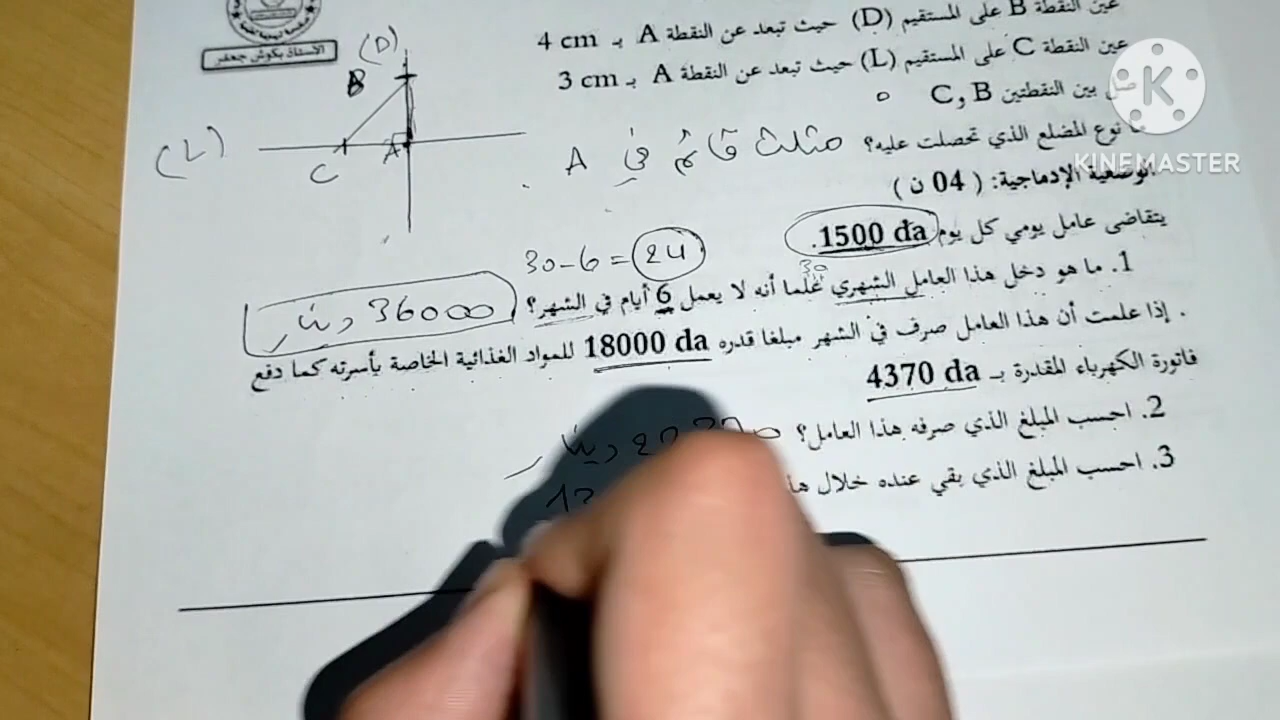 الأستاذ بكوش جعفر
عين النقطة B على المستقيم (D) حيث تبعد عن النقطة A بـ 4 cm
عين النقطة C على المستقيم (L) حيث تبعد عن النقطة A بـ 3 cm
بين النقطتين C, B
نوع المضلع الذي تحصلت عليه؟ مثلث قائم في A
(D)
B
(L)
C
A
KINEMASTER
الوضعية الإدماجية: ( 04 ن )
يتقاضى عامل يومي كل يوم 1500 da.
30-6=24
30
1. ما هو دخل هذا العامل الشهري علما أنه لا يعمل 6 أيام في الشهر؟ 36000 دينار
. إذا علمت أن هذا العامل صرف في الشهر مبلغا قدره 18000 da للمواد الغذائية الخاصة بأسرته كما دفع
فاتورة الكهرباء المقدرة بـ 4370 da
2. احسب المبلغ الذي صرفه هذا العامل؟ دينار
3. احسب المبلغ الذي بقي عنده خلال